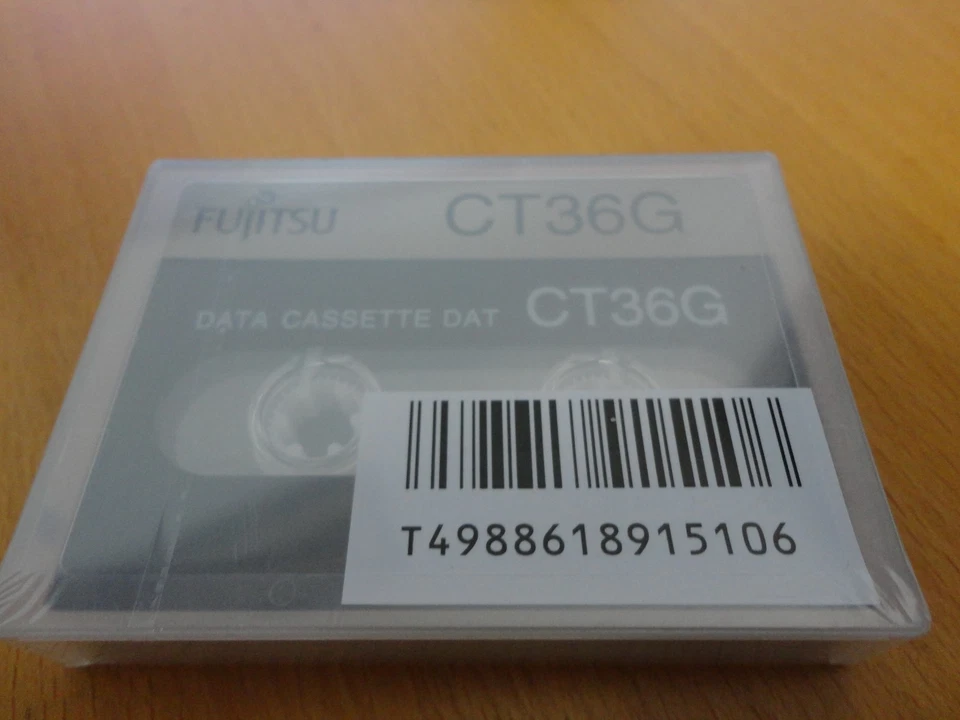 FUJITSU CT36G
DATA CASSETTE DAT CT36G
T4988618915106